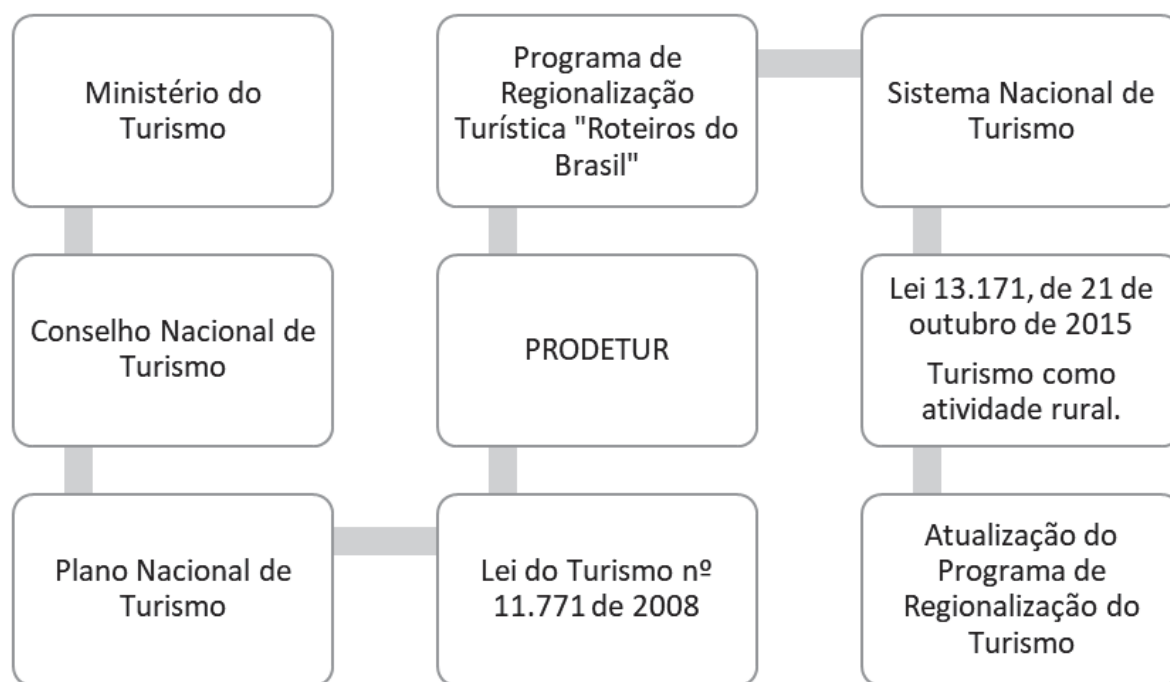 Ministério do
Turismo
Conselho Nacional de
Turismo
Plano Nacional de
Turismo
Lei do Turismo nº
11.771 de 2008
PRODETUR
Programa de
Regionalização
Turística "Roteiros do
Brasil"
Sistema Nacional de
Turismo
Lei 13.171, de 21 de
outubro de 2015
Turismo como
atividade rural.
Atualização do
Programa de
Regionalização do
Turismo